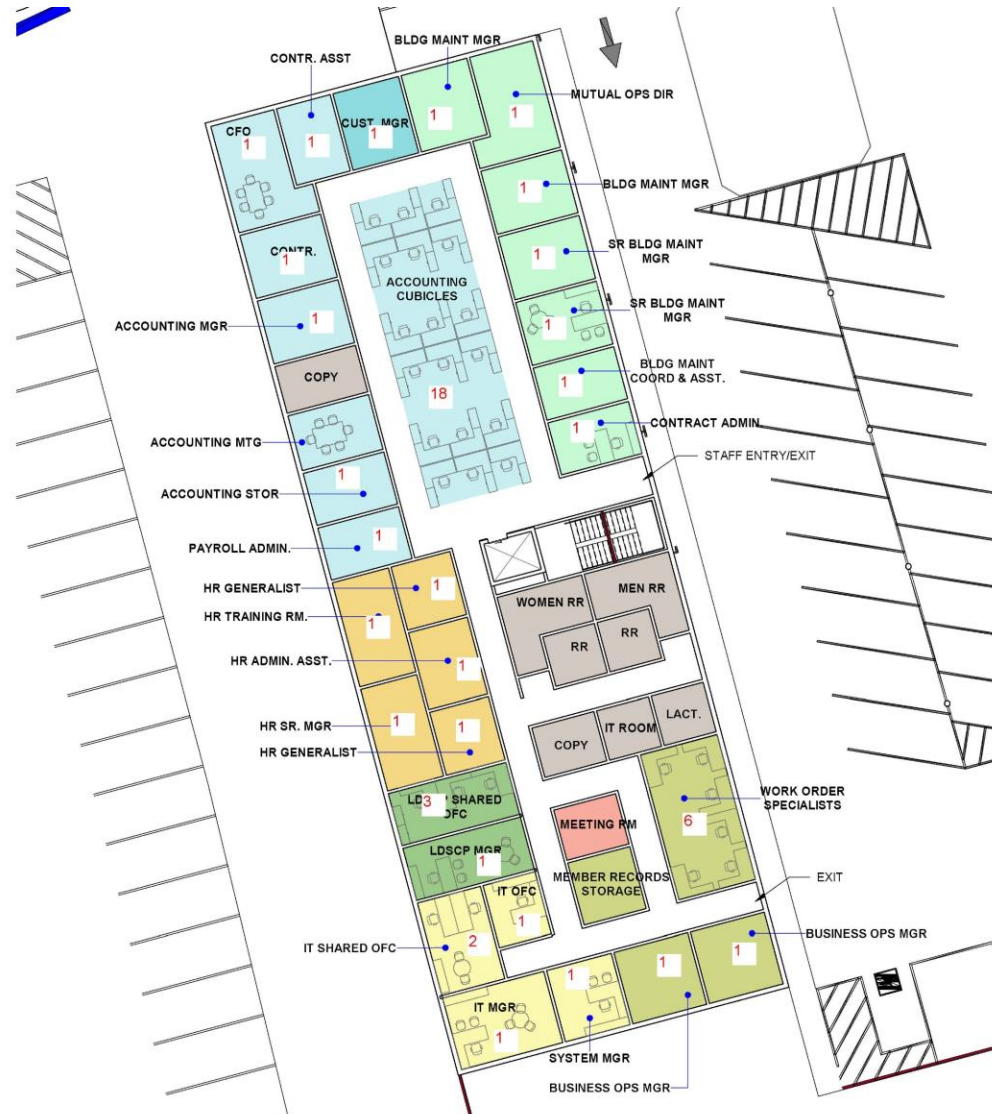 BLDG MAINT MGR
CONTR. ASST
MUTUAL OPS DIR
CFO
1
1
CUST. MGR
1
1
1
BLDG MAINT MGR
1
CONTR.
1
SR BLDG MAINT
MGR
1
ACCOUNTING
CUBICLES
18
SR BLDG MAINT
MGR
1
ACCOUNTING MGR
1
COPY
BLDG MAINT
COORD & ASST.
1
CONTRACT ADMIN.
1
ACCOUNTING MTG
STAFF ENTRY/EXIT
ACCOUNTING STOR
1
PAYROLL ADMIN.
1
HR GENERALIST
1
HR TRAINING RM.
1
WOMEN RR
MEN RR
RR
RR
HR ADMIN. ASST.
1
HR SR. MGR
1
HR GENERALIST
1
COPY
IT ROOM
LACT.
SHARED
OFC
3
WORK ORDER
SPECIALISTS
6
MEETING RM
LDSCP MGR
1
MEMBER RECORDS
STORAGE
IT OFC
1
EXIT
IT SHARED OFC
2
BUSINESS OPS MGR
1
IT MGR
1
1
SYSTEM MGR
1
BUSINESS OPS MGR